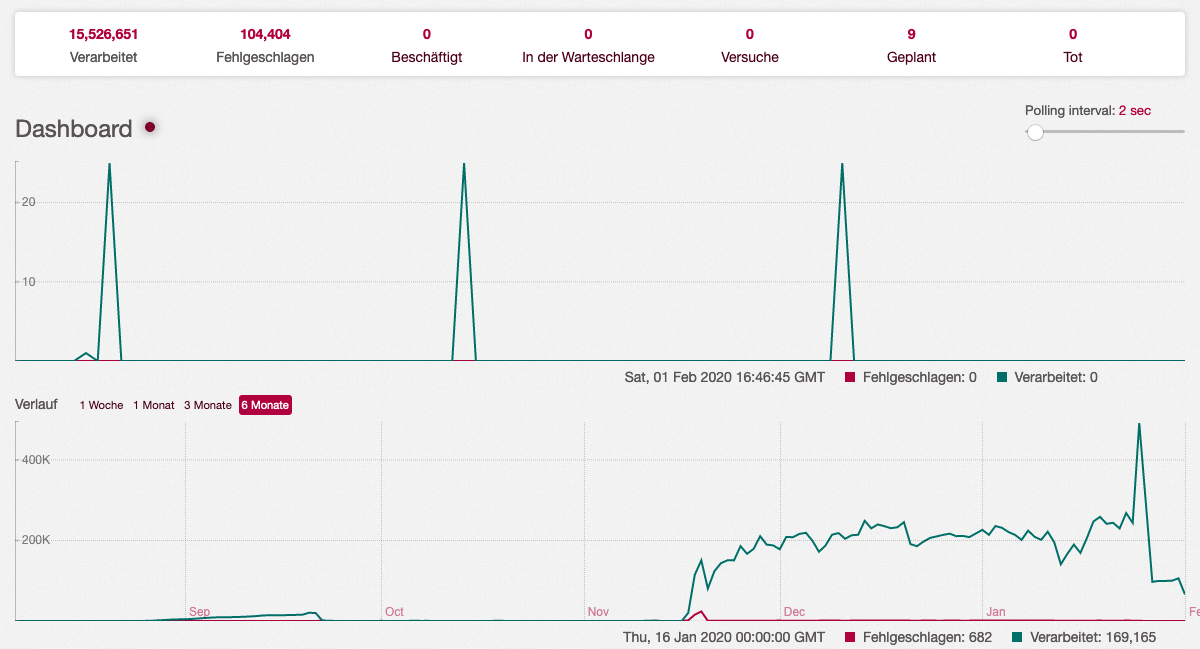 15,526,651 104,404 0 0 0 9 0
Verarbeitet Fehlgeschlagen Beschäftigt In der Warteschlange Versuche Geplant Tot
Polling interval: 2 sec
Dashboard
20
10
Sat, 01 Feb 2020 16:46:45 GMT Fehlgeschlagen: 0 Verarbeitet: 0
Verlauf 1 Woche 1 Monat 3 Monate 6 Monate
400K
200K
Sep Oct Nov Dec Jan Fe
Thu, 16 Jan 2020 00:00:00 GMT Fehlgeschlagen: 682 Verarbeitet: 169,165